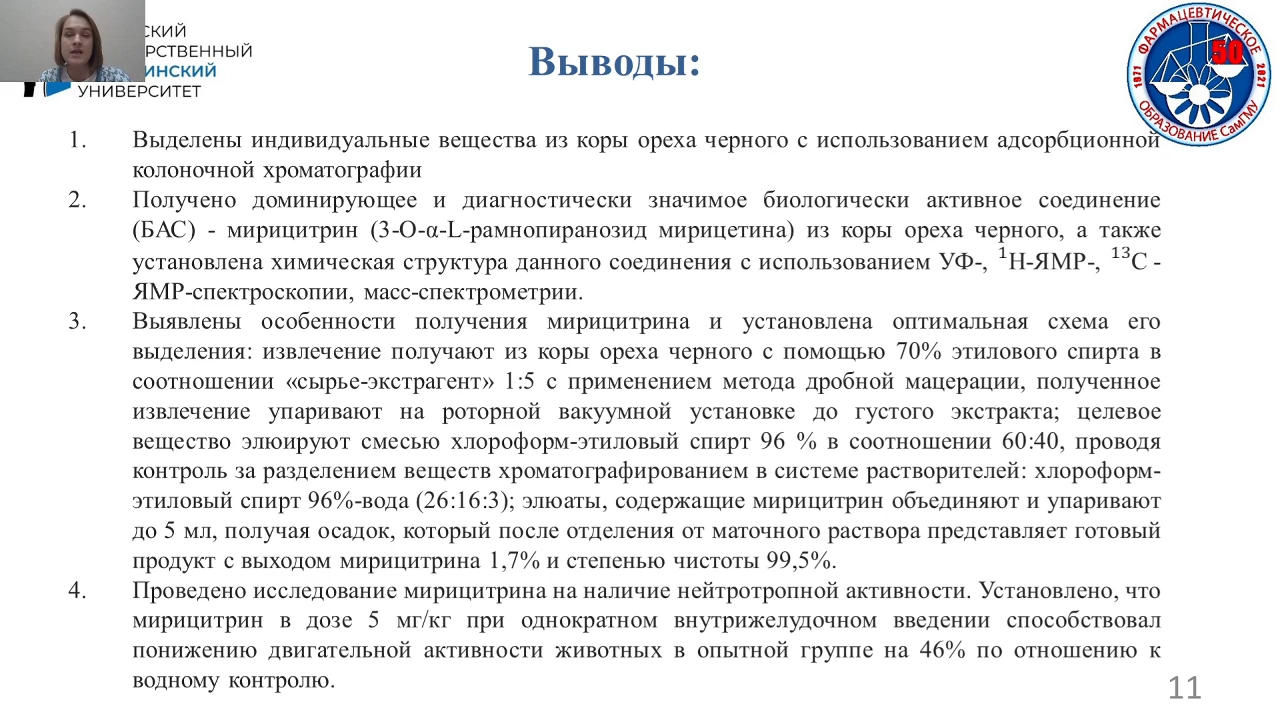 СКИЙ
РСТВЕННЫЙ
ИНСКИЙ
УНИВЕРСИТЕТ
Выводы:
ФАРМАЦЕВТИЧЕСКОЕ
50
1971
2021
ОБРАЗОВАНИЕ СамГМУ
1. Выделены индивидуальные вещества из коры ореха черного с использованием адсорбционной
колоночной хроматографии
2. Получено доминирующее и диагностически значимое биологически активное соединение
(БАС) - мирицитрин (3-О-α-L-рамнопиранозид мирицетина) из коры ореха черного, а также
установлена химическая структура данного соединения с использованием УФ-, ¹Н-ЯМР-, ¹³С -
ЯМР-спектроскопии, масс-спектрометрии.
3. Выявлены особенности получения мирицитрина и установлена оптимальная схема его
выделения: извлечение получают из коры ореха черного с помощью 70% этилового спирта в
соотношении «сырье-экстрагент» 1:5 с применением метода дробной мацерации, полученное
извлечение упаривают на роторной вакуумной установке до густого экстракта; целевое
вещество элюируют смесью хлороформ-этиловый спирт 96 % в соотношении 60:40, проводя
контроль за разделением веществ хроматографированием в системе растворителей: хлороформ-
этиловый спирт 96%-вода (26:16:3); элюаты, содержащие мирицитрин объединяют и упаривают
до 5 мл, получая осадок, который после отделения от маточного раствора представляет готовый
продукт с выходом мирицитрина 1,7% и степенью чистоты 99,5%.
4. Проведено исследование мирицитрина на наличие нейтротропной активности. Установлено, что
мирицитрин в дозе 5 мг/кг при однократном внутрижелудочном введении способствовал
понижению двигательной активности животных в опытной группе на 46% по отношению к
водному контролю.
11